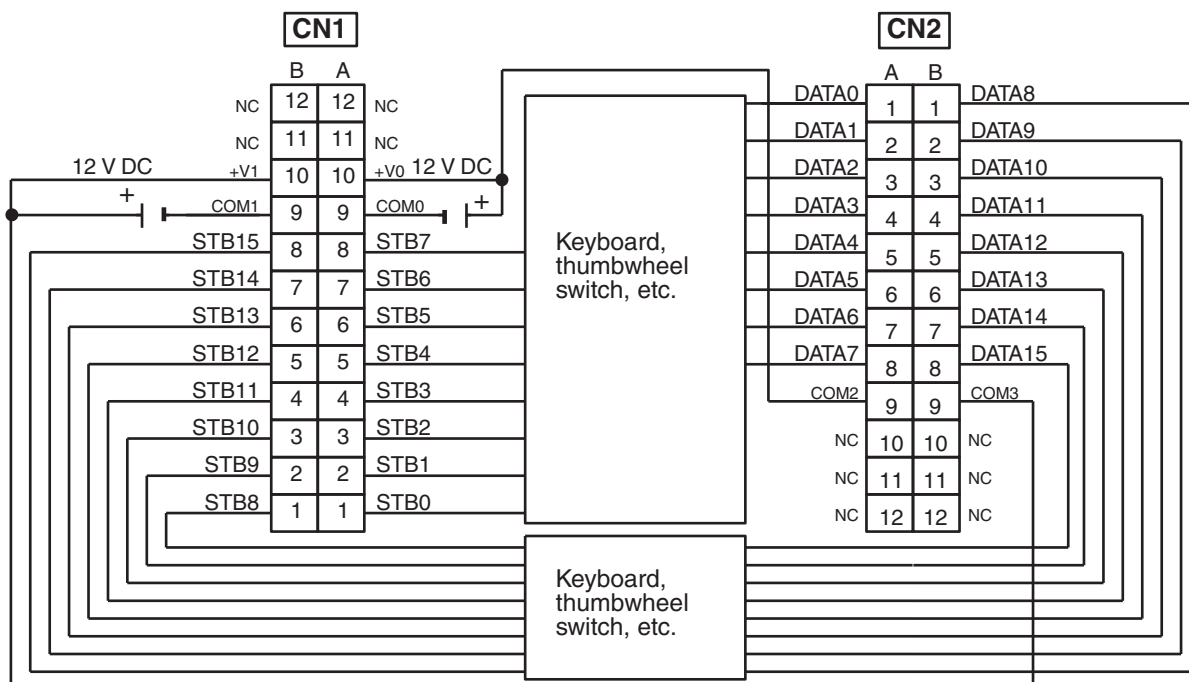 CN1
CN2
B A
A B
NC 12 12 NC
NC 11 11 NC
12 V DC +V1 10 10 +V0 12 V DC
+ COM1 9 9 COM0 +
STB15 8 8 STB7
STB14 7 7 STB6
STB13 6 6 STB5
STB12 5 5 STB4
STB11 4 4 STB3
STB10 3 3 STB2
STB9 2 2 STB1
STB8 1 1 STB0
Keyboard,
thumbwheel
switch, etc.
DATA0 1 1 DATA8
DATA1 2 2 DATA9
DATA2 3 3 DATA10
DATA3 4 4 DATA11
DATA4 5 5 DATA12
DATA5 6 6 DATA13
DATA6 7 7 DATA14
DATA7 8 8 DATA15
COM2 9 9 COM3
NC 10 10 NC
NC 11 11 NC
NC 12 12 NC
Keyboard,
thumbwheel
switch, etc.